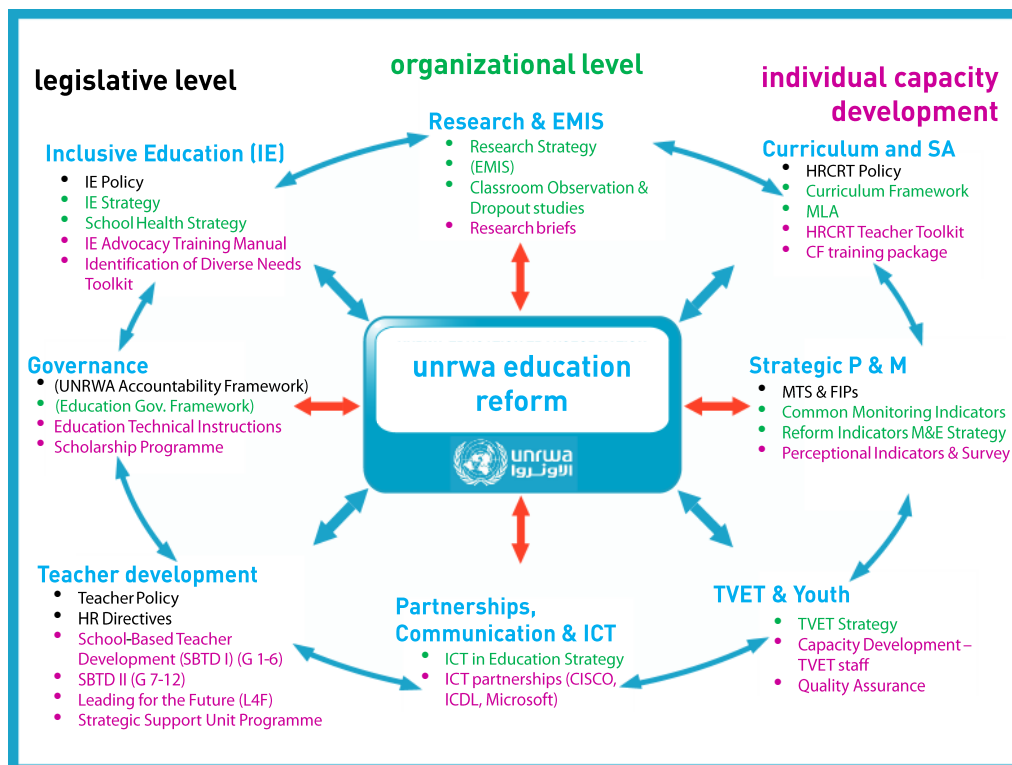 legislative level
organizational level
individual capacity
development
Inclusive Education (IE)
• IE Policy
• IE Strategy
• School Health Strategy
• IE Advocacy Training Manual
• Identification of Diverse Needs
Toolkit
Research & EMIS
• Research Strategy
• (EMIS)
• Classroom Observation &
Dropout studies
• Research briefs
Curriculum and SA
• HRCRT Policy
• Curriculum Framework
• MLA
• HRCRT Teacher Toolkit
• CF training package
Governance
• (UNRWA Accountability Framework)
• (Education Gov. Framework)
• Education Technical Instructions
• Scholarship Programme
unrwa education
reform
unrwa
الاونروا
Strategic P & M
• MTS & FIPs
• Common Monitoring Indicators
• Reform Indicators M&E Strategy
• Perceptional Indicators & Survey
Teacher development
• Teacher Policy
• HR Directives
• School-Based Teacher
Development (SBTD I) (G 1-6)
• SBTD II (G 7-12)
• Leading for the Future (L4F)
• Strategic Support Unit Programme
Partnerships,
Communication & ICT
• ICT in Education Strategy
• ICT partnerships (CISCO,
ICDL, Microsoft)
TVET & Youth
• TVET Strategy
• Capacity Development –
TVET staff
• Quality Assurance